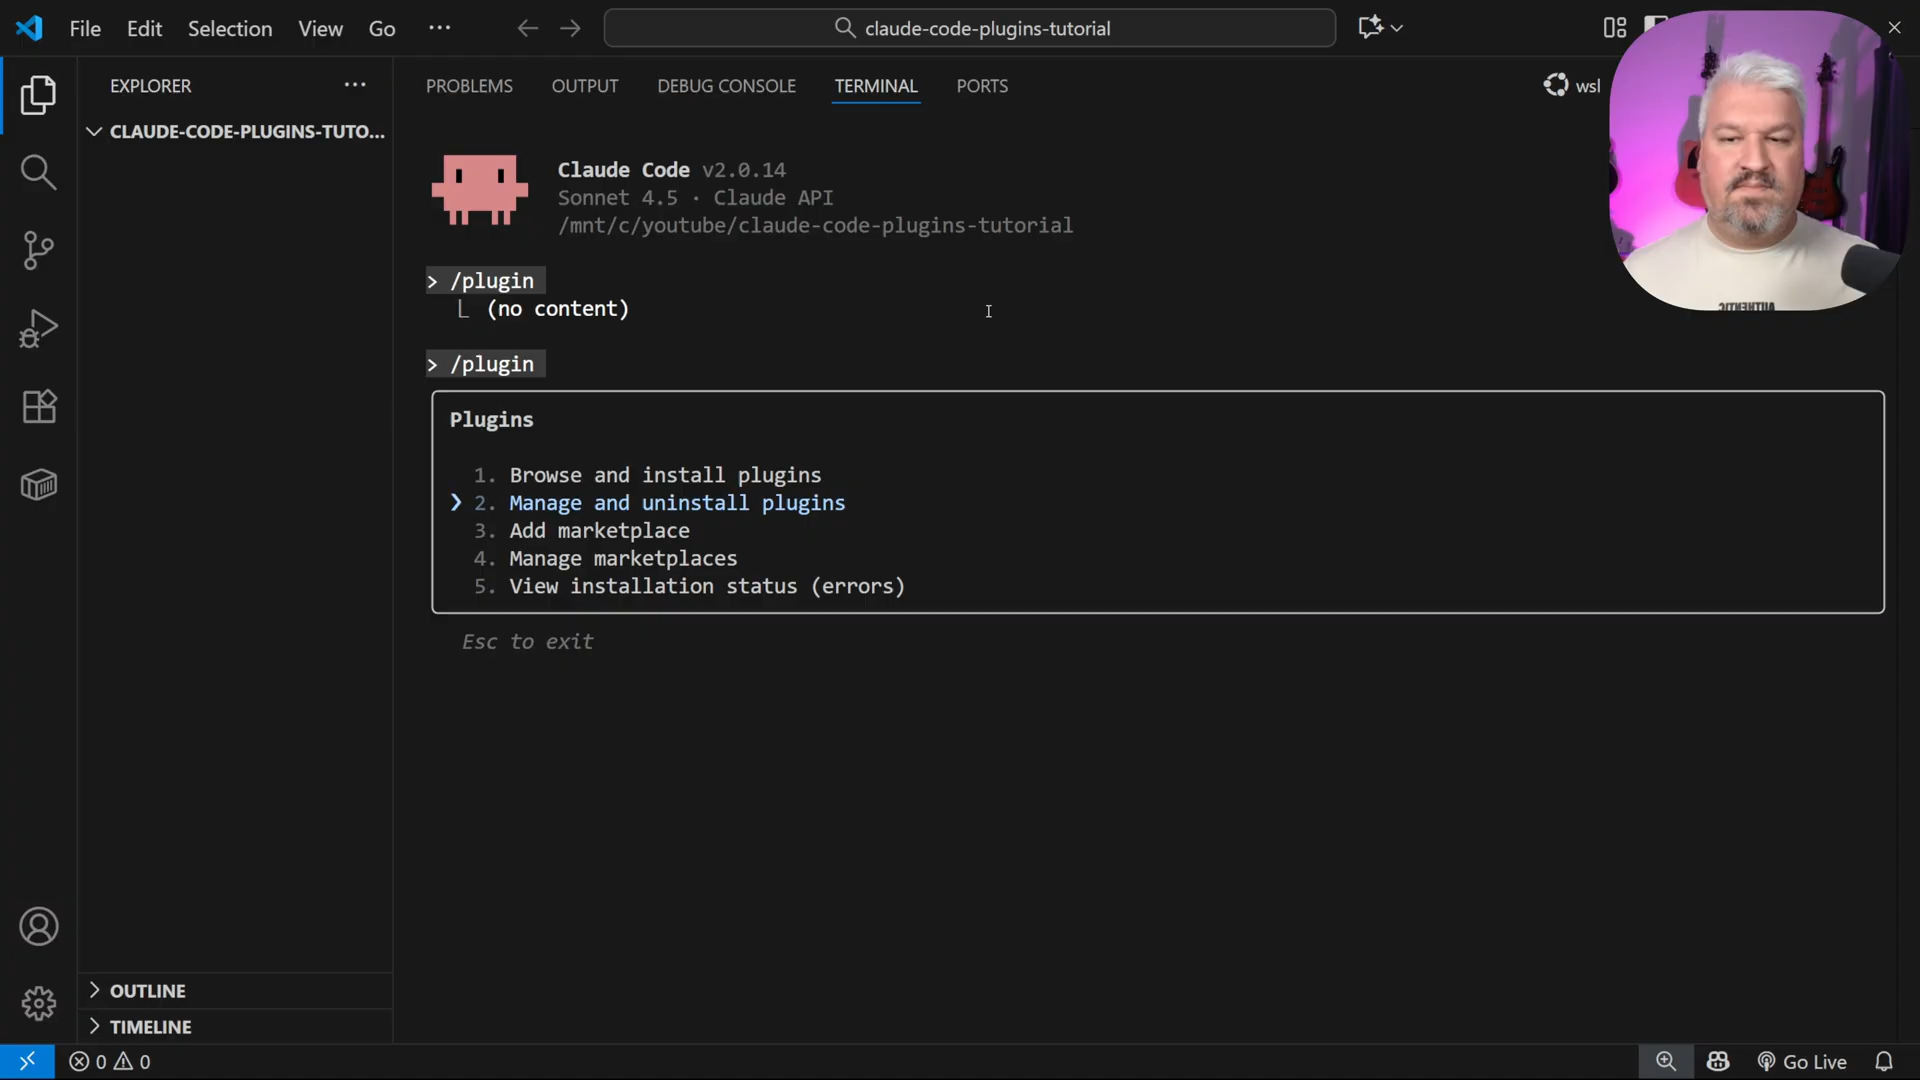 File Edit Selection View Go ···
claude-code-plugins-tutorial
EXPLORER ···
PROBLEMS OUTPUT DEBUG CONSOLE TERMINAL PORTS
wsl
CLAUDE-CODE-PLUGINS-TUTO...
Claude Code v2.0.14
Sonnet 4.5 · Claude API
/mnt/c/youtube/claude-code-plugins-tutorial
> /plugin
⎿ (no content)
> /plugin
Plugins
1. Browse and install plugins
❯ 2. Manage and uninstall plugins
3. Add marketplace
4. Manage marketplaces
5. View installation status (errors)
Esc to exit
OUTLINE
TIMELINE
0 0
Go Live